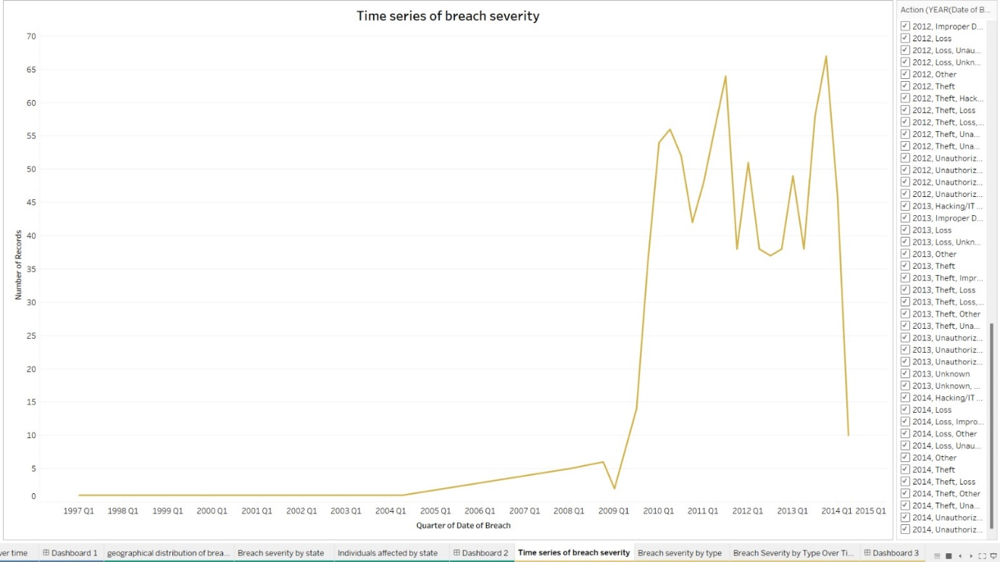 Time series of breach severity
Action (YEAR(Date of B...
70
65
60
55
50
45
40
35
30
25
20
15
10
5
0
Number of Records
1997 Q1 1998 Q1 1999 Q1 2000 Q1 2001 Q1 2002 Q1 2003 Q1 2004 Q1 2005 Q1 2006 Q1 2007 Q1 2008 Q1 2009 Q1 2010 Q1 2011 Q1 2012 Q1 2013 Q1 2014 Q1 2015 Q1
Quarter of Date of Breach
2012, Improper D...
2012, Loss
2012, Loss, Unau...
2012, Loss, Unkn...
2012, Other
2012, Theft
2012, Theft, Hack...
2012, Theft, Loss
2012, Theft, Loss,...
2012, Theft, Una...
2012, Theft, Una...
2012, Unauthoriz...
2012, Unauthoriz...
2012, Unauthoriz...
2012, Unauthoriz...
2013, Hacking/IT ...
2013, Improper D...
2013, Loss
2013, Loss, Unkn...
2013, Other
2013, Theft
2013, Theft, Impr...
2013, Theft, Loss
2013, Theft, Loss,...
2013, Theft, Other
2013, Theft, Una...
2013, Unauthoriz...
2013, Unauthoriz...
2013, Unauthoriz...
2013, Unknown
2013, Unknown, ...
2014, Hacking/IT ...
2014, Loss
2014, Loss, Impro...
2014, Loss, Other
2014, Loss, Unau...
2014, Other
2014, Theft
2014, Theft, Loss
2014, Theft, Other
2014, Theft, Una...
2014, Unauthoriz...
2014, Unauthoriz...
ver time Dashboard 1 geographical distribution of brea... Breach severity by state Individuals affected by state Dashboard 2 Time series of breach severity Breach severity by type Breach Severity by Type Over Ti... Dashboard 3